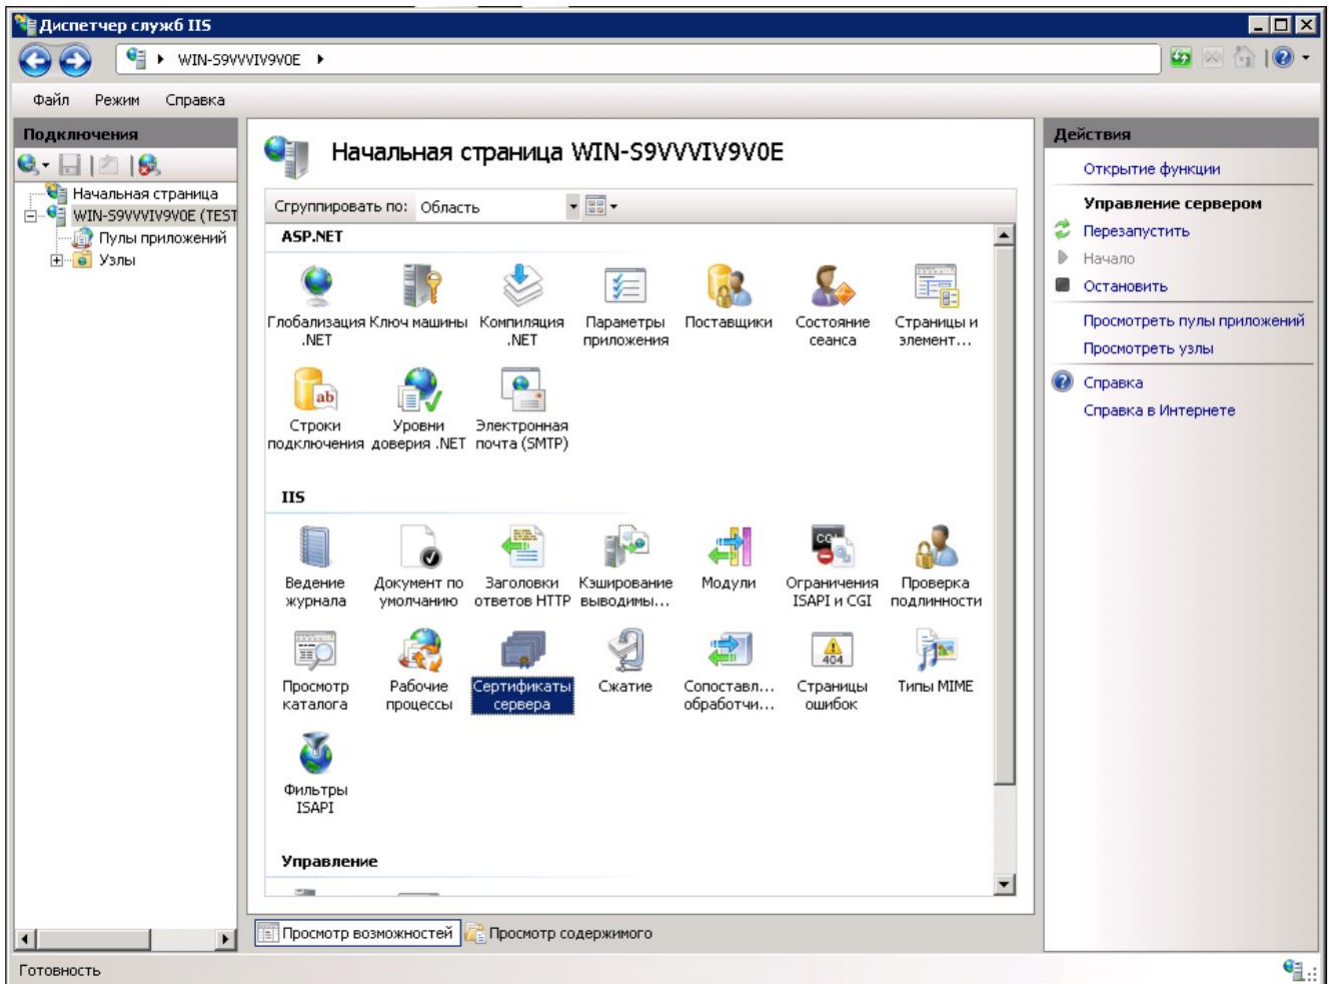 Диспетчер служб IIS
WIN-S9VVVIV9V0E
Файл Режим Справка
Подключения
Начальная страница
WIN-S9VVVIV9V0E (TEST
Пулы приложений
Узлы
Начальная страница WIN-S9VVVIV9V0E
Сгруппировать по: Область
ASP.NET
Глобализация .NET
Ключ машины
Компиляция .NET
Параметры приложения
Поставщики
Состояние сеанса
Страницы и элемент...
Строки подключения
Уровни доверия .NET
Электронная почта (SMTP)
IIS
Ведение журнала
Документ по умолчанию
Заголовки ответов HTTP
Кэширование выводимы...
Модули
Ограничения ISAPI и CGI
Проверка подлинности
Просмотр каталога
Рабочие процессы
Сертификаты сервера
Сжатие
Сопоставл... обработчи...
Страницы ошибок
Типы MIME
Фильтры ISAPI
Управление
Просмотр возможностей
Просмотр содержимого
Действия
Открытие функции
Управление сервером
Перезапустить
Начало
Остановить
Просмотреть пулы приложений
Просмотреть узлы
Справка
Справка в Интернете
Готовность